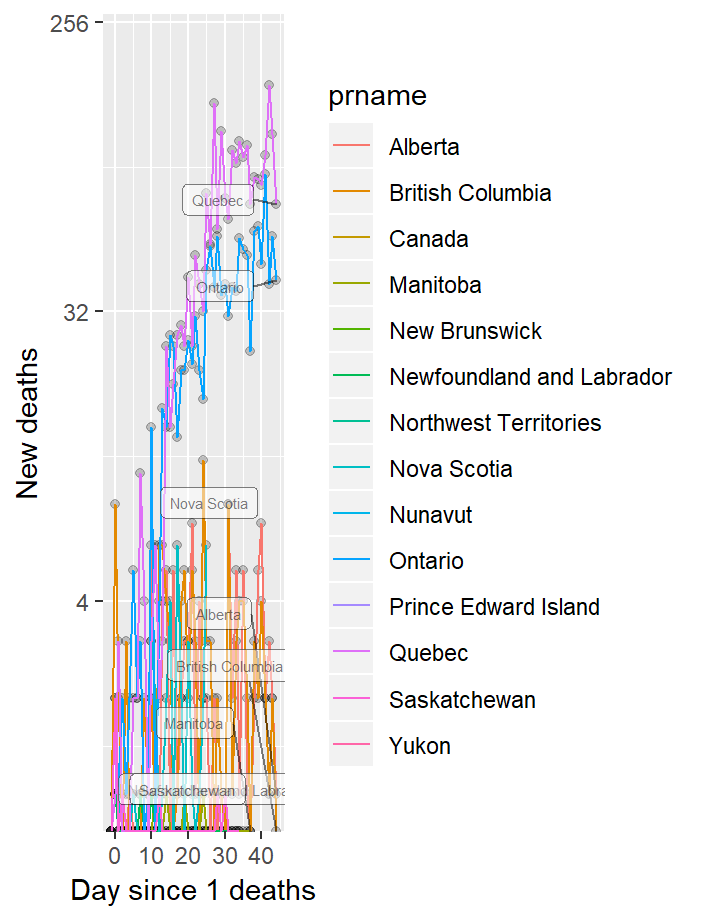 256
32
4
New deaths
Quebec
Ontario
Nova Scotia
Alberta
British Columbia
Manitoba
Saskatchewan
0 10 20 30 40
Day since 1 deaths
prname
Alberta
British Columbia
Canada
Manitoba
New Brunswick
Newfoundland and Labrador
Northwest Territories
Nova Scotia
Nunavut
Ontario
Prince Edward Island
Quebec
Saskatchewan
Yukon